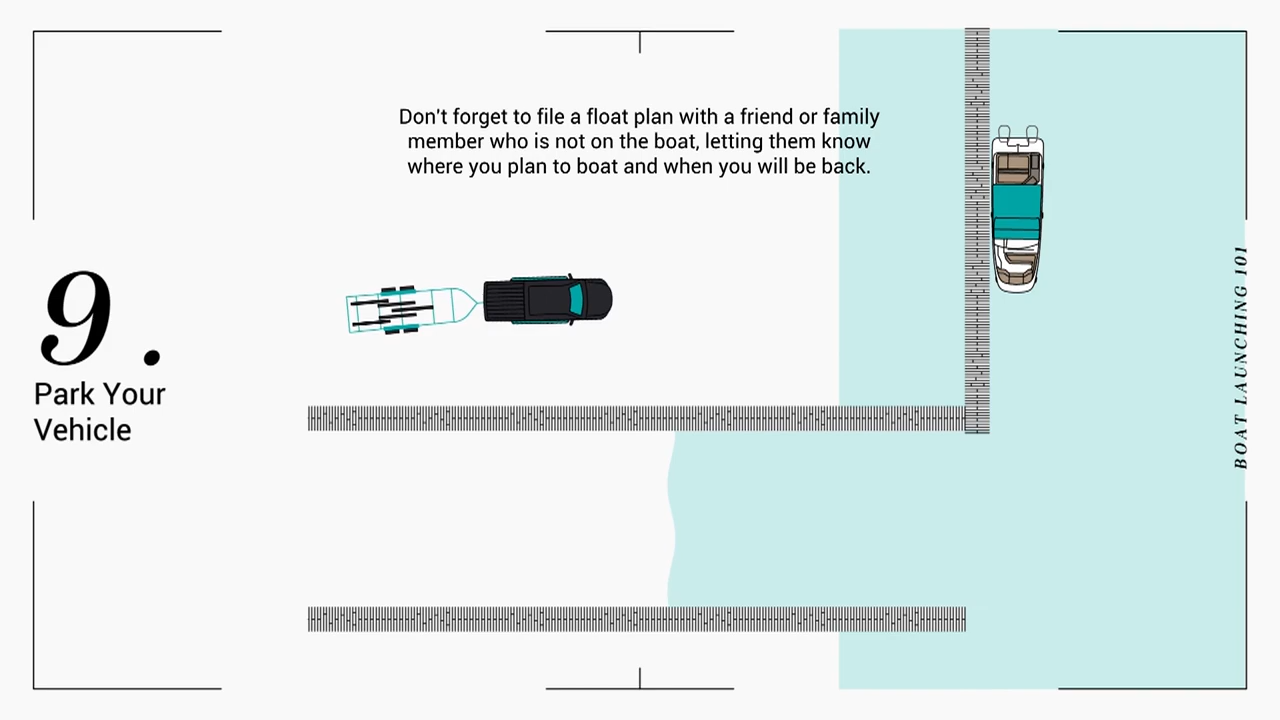 Don't forget to file a float plan with a friend or family
member who is not on the boat, letting them know
where you plan to boat and when you will be back.
9.
Park Your
Vehicle
BOAT LAUNCHING 101